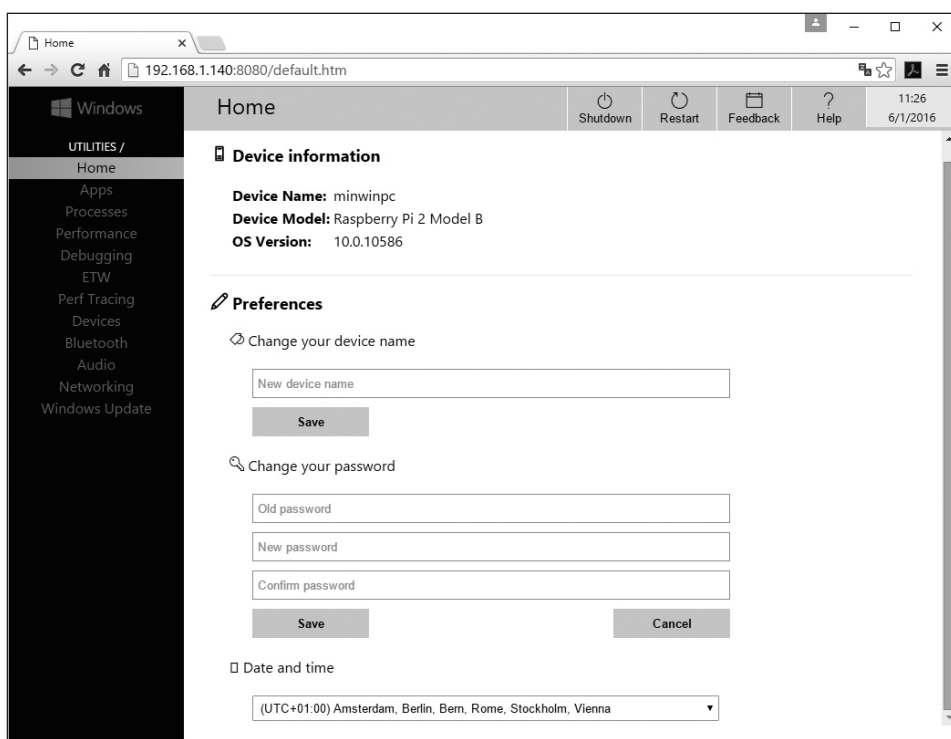 Home
192.168.1.140:8080/default.htm
Windows
Home
Shutdown
Restart
Feedback
Help
11:26
6/1/2016
UTILITIES /
Home
Apps
Processes
Performance
Debugging
ETW
Perf Tracing
Devices
Bluetooth
Audio
Networking
Windows Update
Device information
Device Name: minwinpc
Device Model: Raspberry Pi 2 Model B
OS Version: 10.0.10586
Preferences
Change your device name
New device name
Save
Change your password
Old password
New password
Confirm password
Save
Cancel
Date and time
(UTC+01:00) Amsterdam, Berlin, Bern, Rome, Stockholm, Vienna